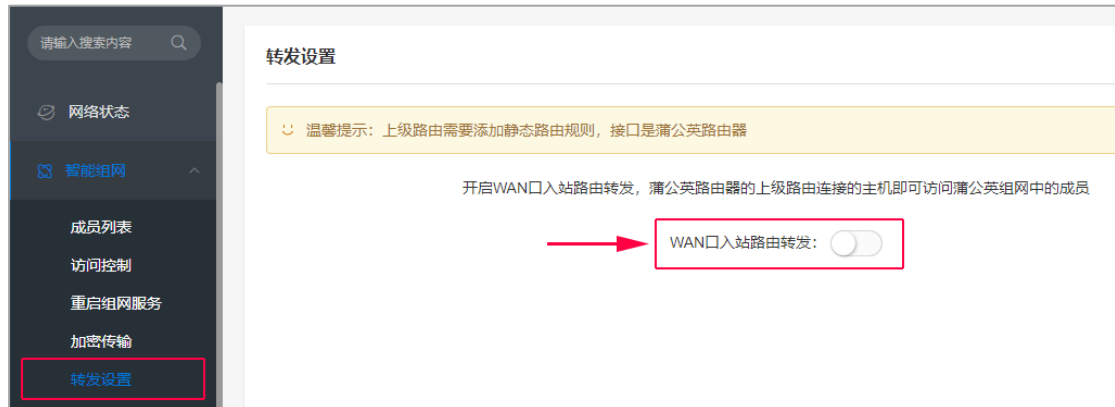 请输入搜索内容
网络状态
智能组网
成员列表
访问控制
重启组网服务
加密传输
转发设置
转发设置
温馨提示：上级路由需要添加静态路由规则，接口是蒲公英路由器
开启WAN口入站路由转发，蒲公英路由器的上级路由连接的主机即可访问蒲公英组网中的成员
WAN口入站路由转发：